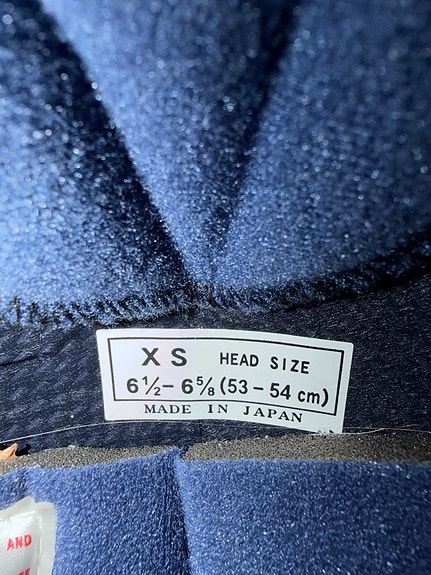 XS HEAD SIZE
6½-6⅝ (53-54 cm)
MADE IN JAPAN
AND